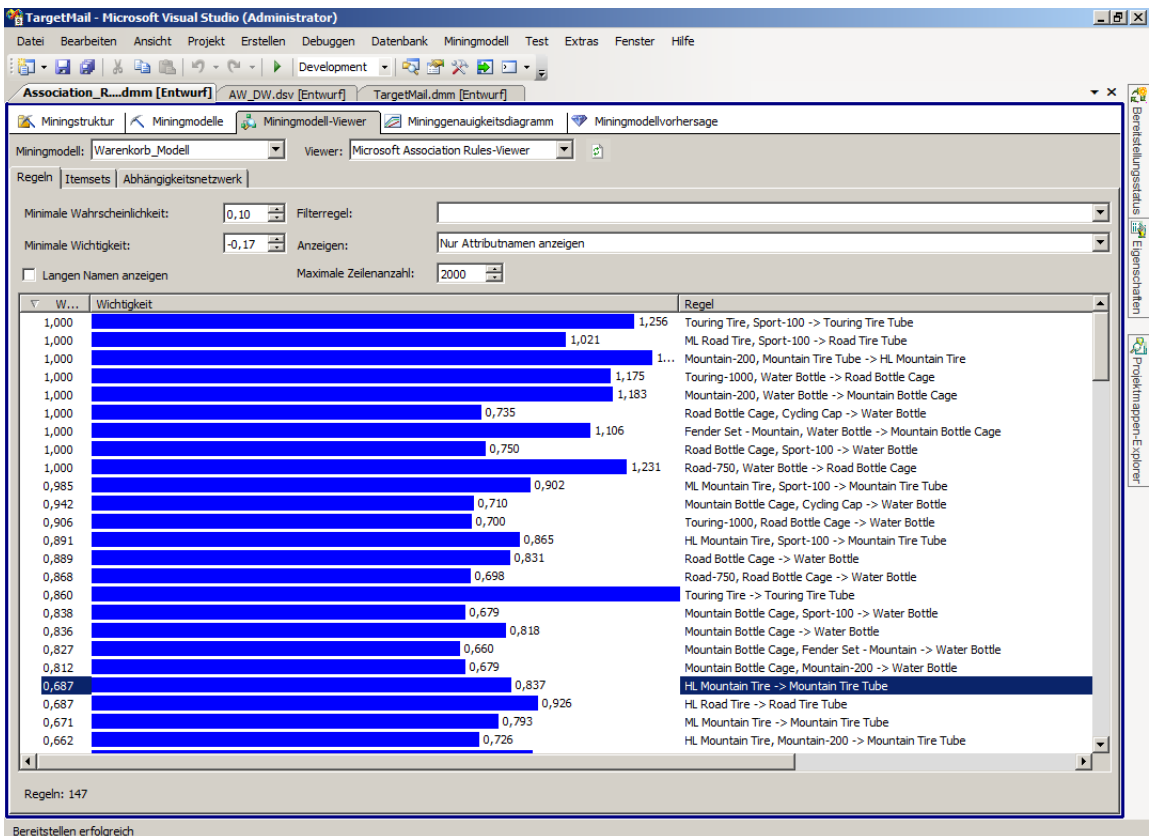 TargetMail - Microsoft Visual Studio (Administrator)
Datei Bearbeiten Ansicht Projekt Erstellen Debuggen Datenbank Miningmodell Test Extras Fenster Hilfe
Development
Association_R....dmm [Entwurf] AW_DW.dsv [Entwurf] TargetMail.dmm [Entwurf]
Miningstruktur Miningmodelle Miningmodell-Viewer Mininggenauigkeitsdiagramm Miningmodellvorhersage
Miningmodell: Warenkorb_Modell Viewer: Microsoft Association Rules-Viewer
Regeln Itemsets Abhängigkeitsnetzwerk
Minimale Wahrscheinlichkeit: 0,10 Filterregel:
Minimale Wichtigkeit: -0,17 Anzeigen: Nur Attributnamen anzeigen
Langen Namen anzeigen Maximale Zeilenanzahl: 2000
W... Wichtigkeit Regel
1,000 1,256 Touring Tire, Sport-100 -> Touring Tire Tube
1,000 1,021 ML Road Tire, Sport-100 -> Road Tire Tube
1,000 1... Mountain-200, Mountain Tire Tube -> HL Mountain Tire
1,000 1,175 Touring-1000, Water Bottle -> Road Bottle Cage
1,000 1,183 Mountain-200, Water Bottle -> Mountain Bottle Cage
1,000 0,735 Road Bottle Cage, Cycling Cap -> Water Bottle
1,000 1,106 Fender Set - Mountain, Water Bottle -> Mountain Bottle Cage
1,000 0,750 Road Bottle Cage, Sport-100 -> Water Bottle
1,000 1,231 Road-750, Water Bottle -> Road Bottle Cage
0,985 0,902 ML Mountain Tire, Sport-100 -> Mountain Tire Tube
0,942 0,710 Mountain Bottle Cage, Cycling Cap -> Water Bottle
0,906 0,700 Touring-1000, Road Bottle Cage -> Water Bottle
0,891 0,865 HL Mountain Tire, Sport-100 -> Mountain Tire Tube
0,889 0,831 Road Bottle Cage -> Water Bottle
0,868 0,698 Road-750, Road Bottle Cage -> Water Bottle
0,860 Touring Tire -> Touring Tire Tube
0,838 0,679 Mountain Bottle Cage, Sport-100 -> Water Bottle
0,836 0,818 Mountain Bottle Cage -> Water Bottle
0,827 0,660 Mountain Bottle Cage, Fender Set - Mountain -> Water Bottle
0,812 0,679 Mountain Bottle Cage, Mountain-200 -> Water Bottle
0,687 0,837 HL Mountain Tire -> Mountain Tire Tube
0,687 0,926 HL Road Tire -> Road Tire Tube
0,671 0,793 ML Mountain Tire -> Mountain Tire Tube
0,662 0,726 HL Mountain Tire, Mountain-200 -> Mountain Tire Tube
Regeln: 147
Bereitstellen erfolgreich
Bereitstellungsstatus
Eigenschaften
Projektmappen-Explorer